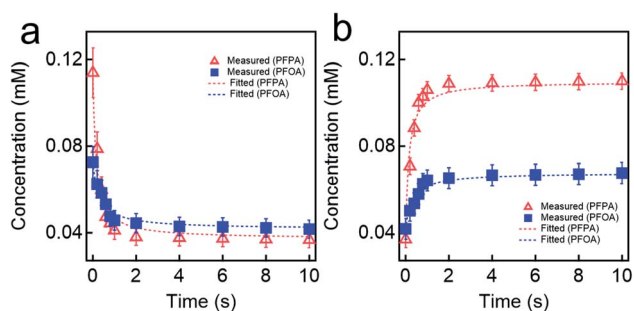 a
0.12
0.08
0.04
Concentration (mM)
Measured (PFPA)
Measured (PFOA)
Fitted (PFPA)
Fitted (PFOA)
0 2 4 6 8 10
Time (s)
b
0.12
0.08
0.04
Concentration (mM)
Measured (PFPA)
Measured (PFOA)
Fitted (PFPA)
Fitted (PFOA)
0 2 4 6 8 10
Time (s)